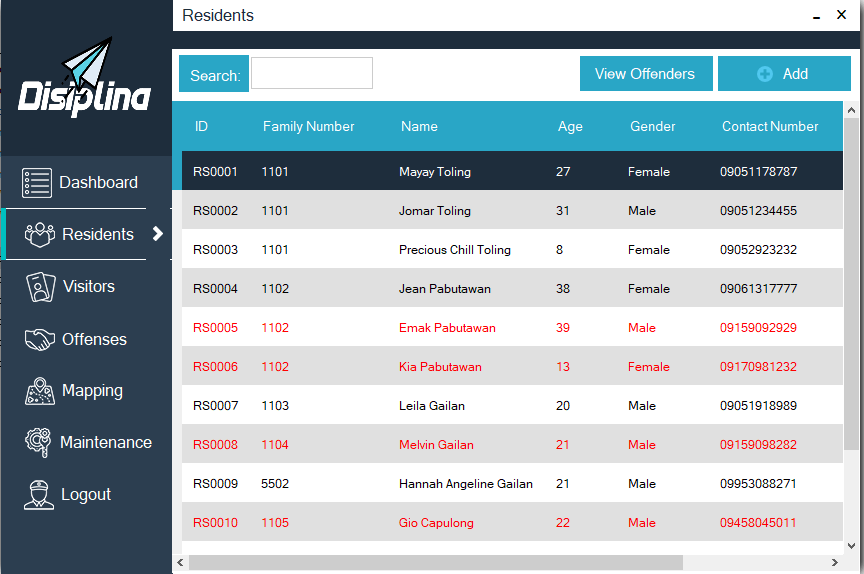 Residents
Disiplina
Search:
View Offenders
Add
ID Family Number Name Age Gender Contact Number
RS0001 1101 Mayay Toling 27 Female 09051178787
RS0002 1101 Jomar Toling 31 Male 09051234455
RS0003 1101 Precious Chill Toling 8 Female 09052923232
RS0004 1102 Jean Pabutawan 38 Female 09061317777
RS0005 1102 Emak Pabutawan 39 Male 09159092929
RS0006 1102 Kia Pabutawan 13 Female 09170981232
RS0007 1103 Leila Gailan 20 Male 09051918989
RS0008 1104 Melvin Gailan 21 Male 09159098282
RS0009 5502 Hannah Angeline Gailan 21 Male 09953088271
RS0010 1105 Gio Capulong 22 Male 09458045011
Dashboard
Residents
Visitors
Offenses
Mapping
Maintenance
Logout